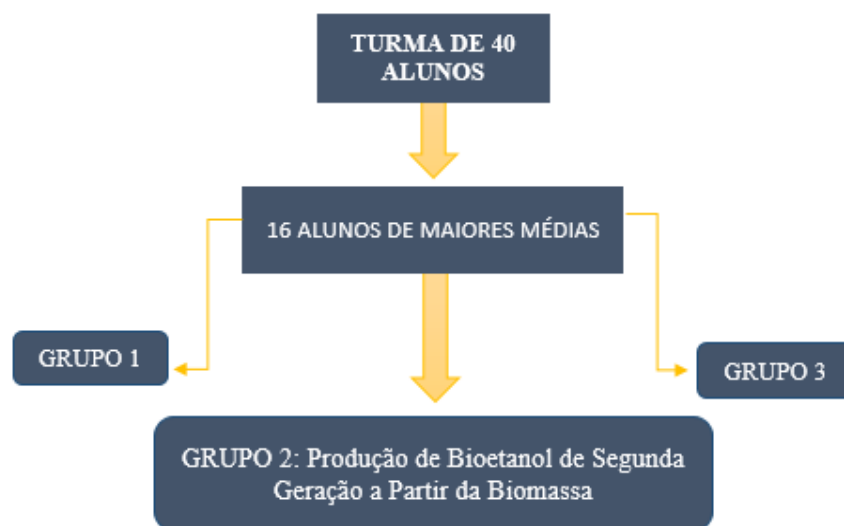 TURMA DE 40
ALUNOS
16 ALUNOS DE MAIORES MÉDIAS
GRUPO 1
GRUPO 3
GRUPO 2: Produção de Bioetanol de Segunda
Geração a Partir da Biomassa